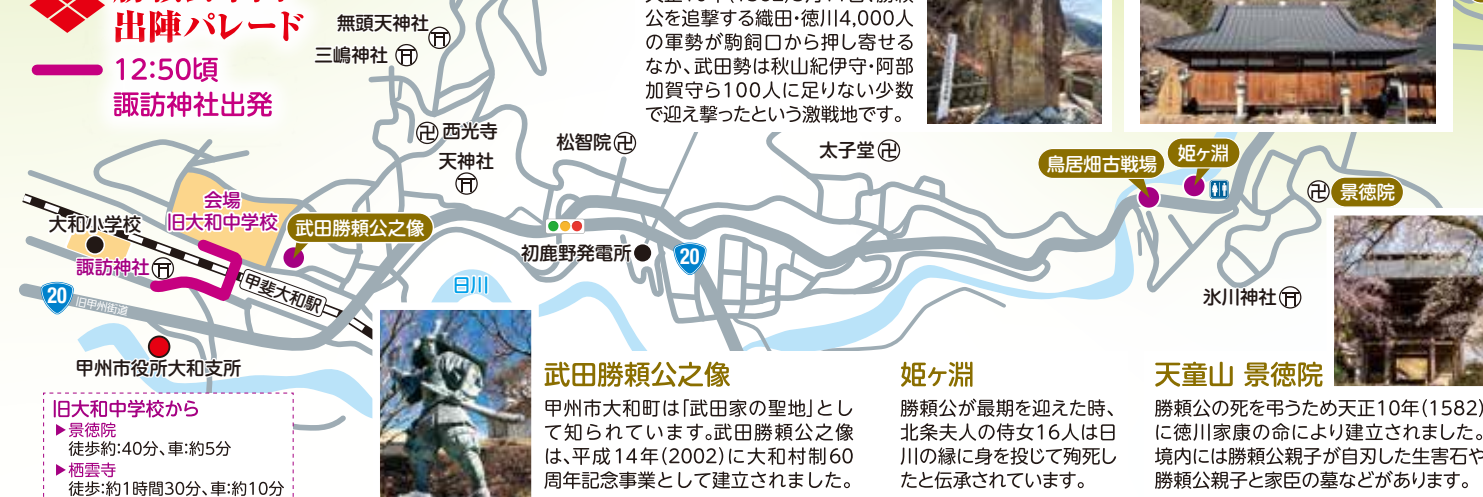 出陣パレード
12:50頃
諏訪神社出発
無頭天神社
三嶋神社
公を追撃する織田・徳川4,000人
の軍勢が駒飼口から押し寄せる
なか、武田勢は秋山紀伊守・阿部
加賀守ら100人に足りない少数
で迎え撃ったという激戦地です。
西光寺
天神社
松智院
太子堂
鳥居畑古戦場
姫ヶ淵
景徳院
会場
旧大和中学校
大和小学校
武田勝頼公之像
諏訪神社
甲斐大和駅
初鹿野発電所
20
日川
氷川神社
20
旧甲州街道
甲州市役所大和支所
旧大和中学校から
▶景徳院
徒歩約:40分、車:約5分
▶栖雲寺
徒歩:約1時間30分、車:約10分
武田勝頼公之像
甲州市大和町は「武田家の聖地」とし
て知られています。武田勝頼公之像
は、平成14年(2002)に大和村制60
周年記念事業として建立されました。
姫ヶ淵
勝頼公が最期を迎えた時、
北条夫人の侍女16人は日
川の縁に身を投じて殉死し
たと伝承されています。
天童山 景徳院
勝頼公の死を弔うため天正10年(1582)
に徳川家康の命により建立されました。
境内には勝頼公親子が自刃した生害石や
勝頼公親子と家臣の墓などがあります。